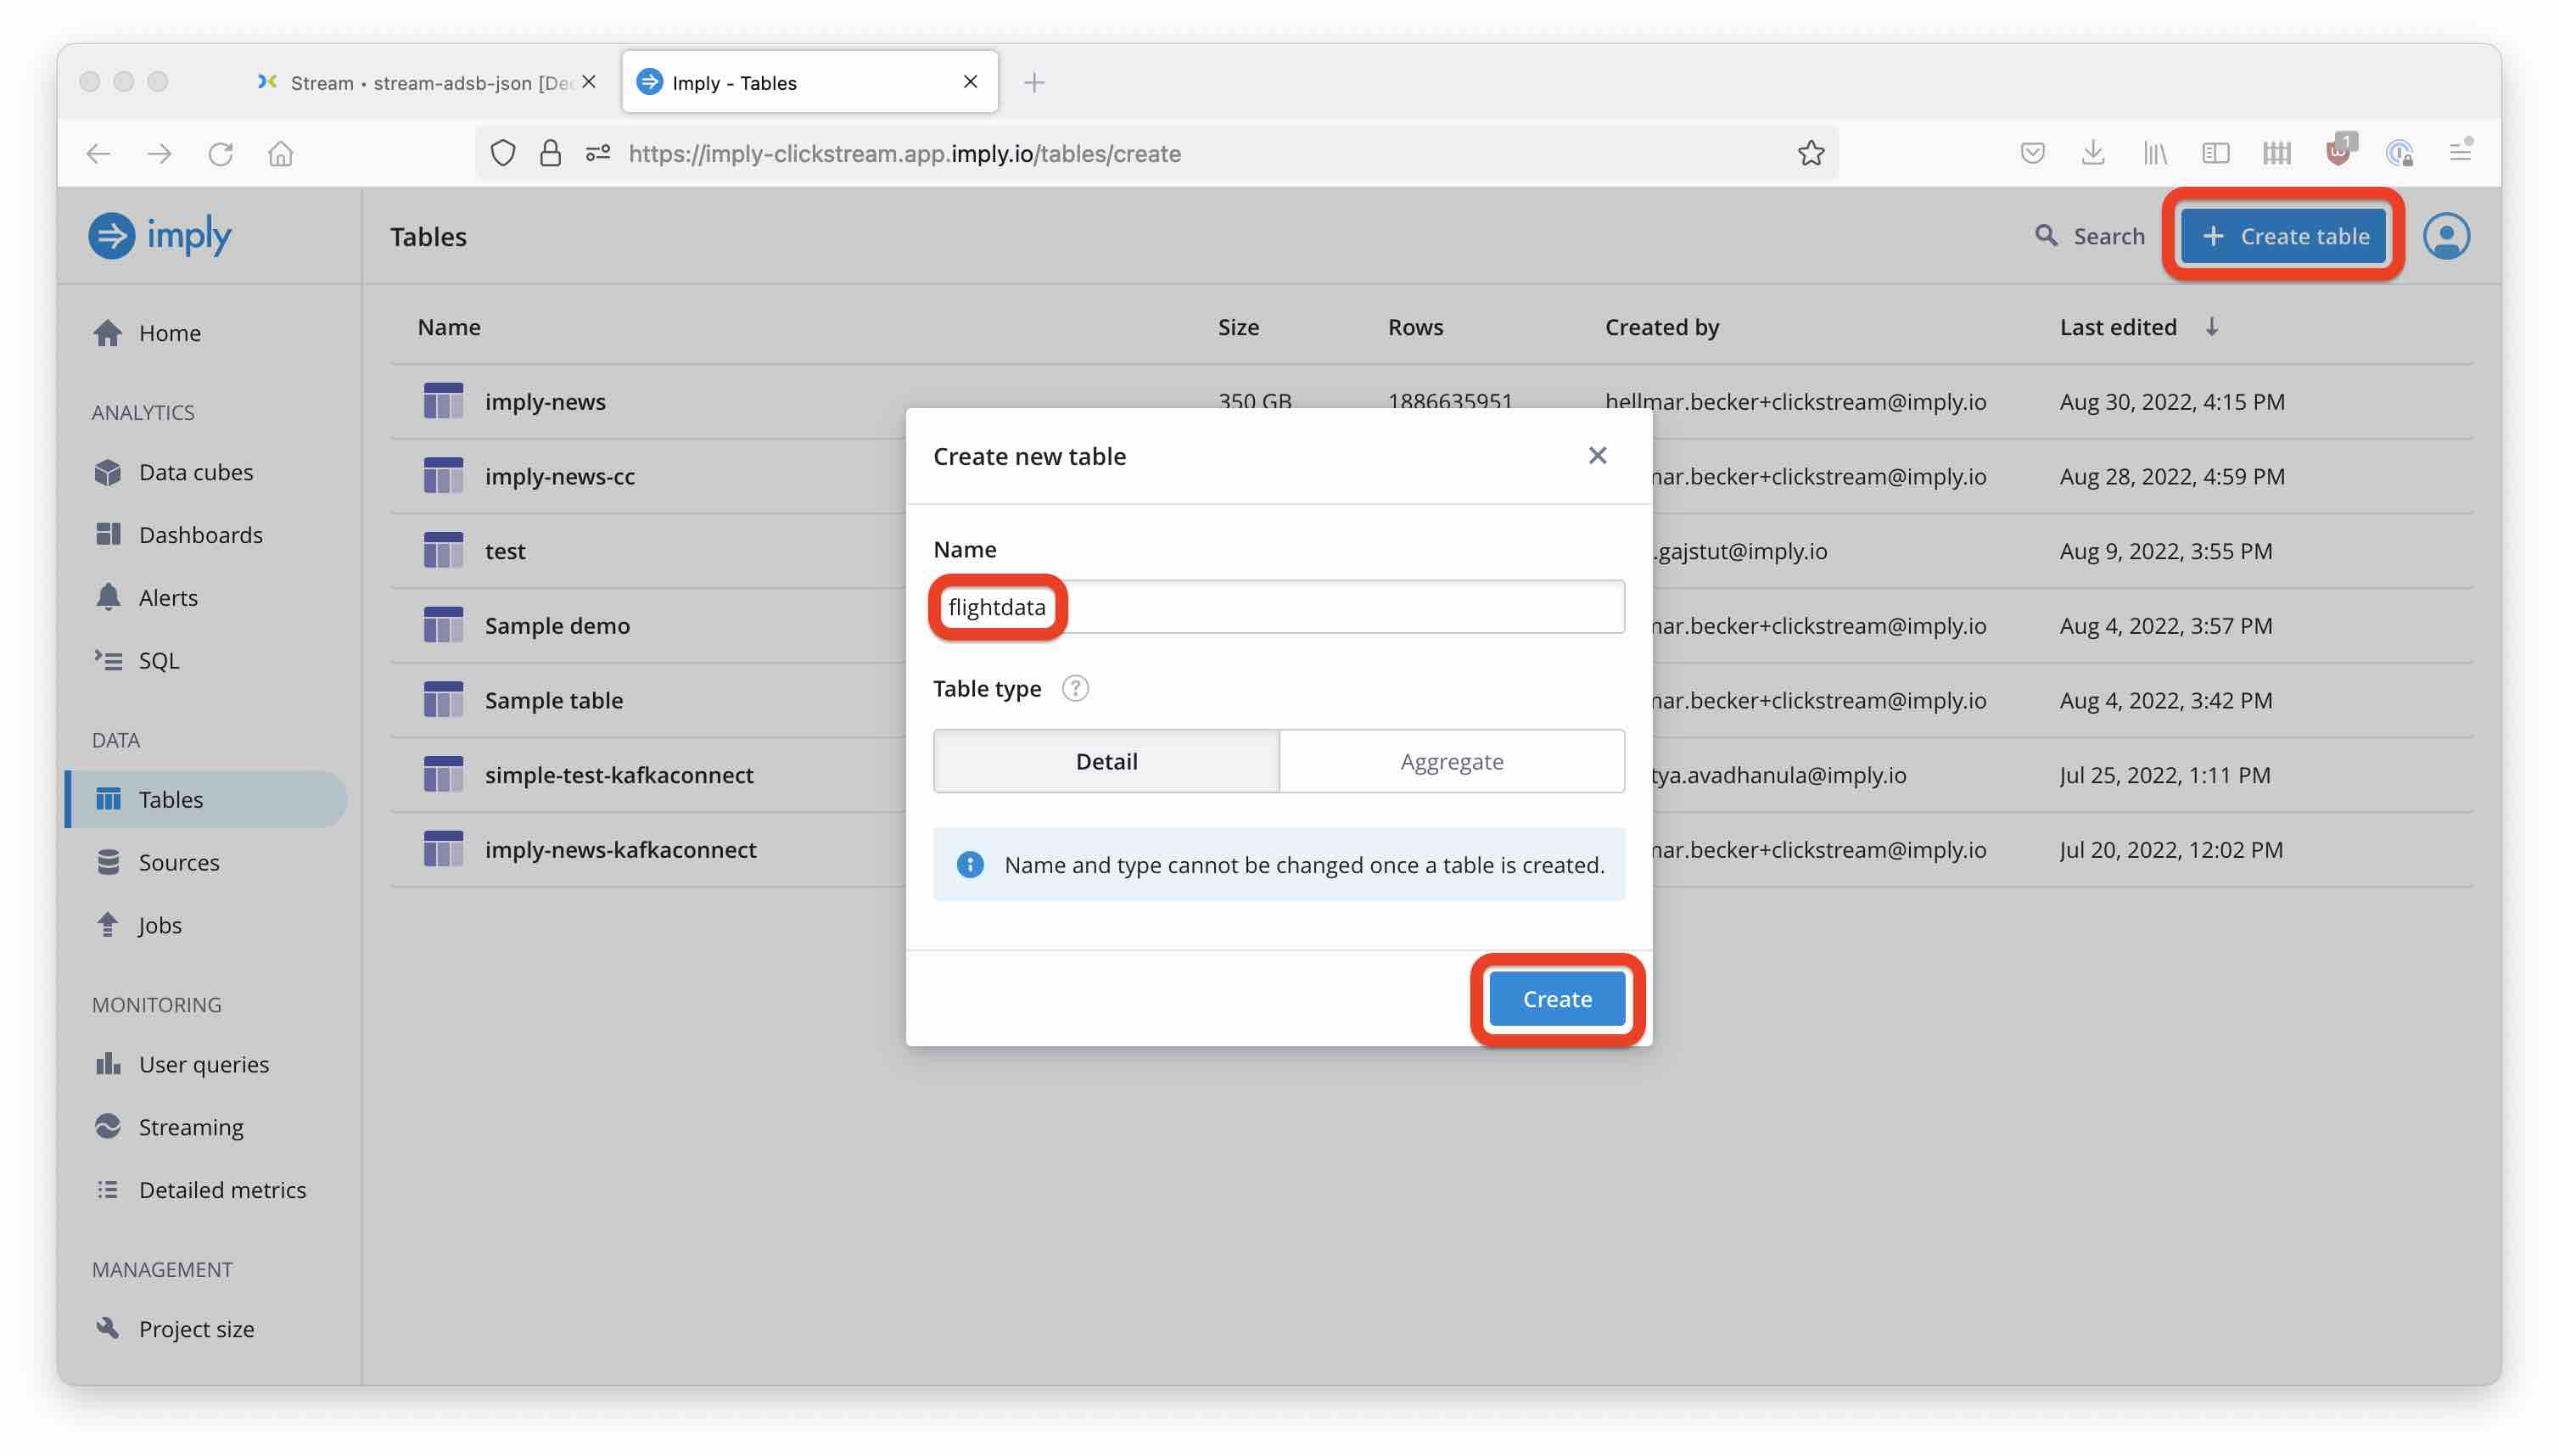 Stream • stream-adsb-json [Dec
Imply - Tables
https://imply-clickstream.app.imply.io/tables/create
1
imply
Tables
Search
Create table
Home
ANALYTICS
Data cubes
Dashboards
Alerts
SQL
DATA
Tables
Sources
Jobs
MONITORING
User queries
Streaming
Detailed metrics
MANAGEMENT
Project size
Name Size Rows Created by Last edited
imply-news 350 GB 1886635951 hellmar.becker+clickstream@imply.io Aug 30, 2022, 4:15 PM
imply-news-cc mar.becker+clickstream@imply.io Aug 28, 2022, 4:59 PM
test .gajstut@imply.io Aug 9, 2022, 3:55 PM
Sample demo mar.becker+clickstream@imply.io Aug 4, 2022, 3:57 PM
Sample table mar.becker+clickstream@imply.io Aug 4, 2022, 3:42 PM
simple-test-kafkaconnect tya.avadhanula@imply.io Jul 25, 2022, 1:11 PM
imply-news-kafkaconnect mar.becker+clickstream@imply.io Jul 20, 2022, 12:02 PM
Create new table
Name
flightdata
Table type ?
Detail Aggregate
Name and type cannot be changed once a table is created.
Create